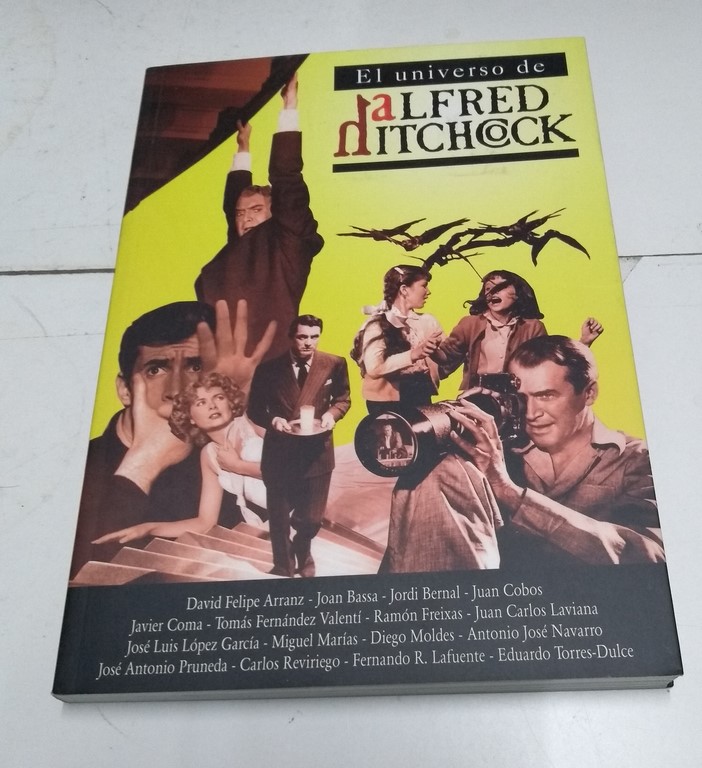 El universo de
aLFRED
HITCHCOCK
David Felipe Arranz - Joan Bassa - Jordi Bernal - Juan Cobos
Javier Coma - Tomás Fernández Valentí - Ramón Freixas - Juan Carlos Laviana
José Luis López García - Miguel Marías - Diego Moldes - Antonio José Navarro
José Antonio Pruneda - Carlos Reviriego - Fernando R. Lafuente - Eduardo Torres-Dulce